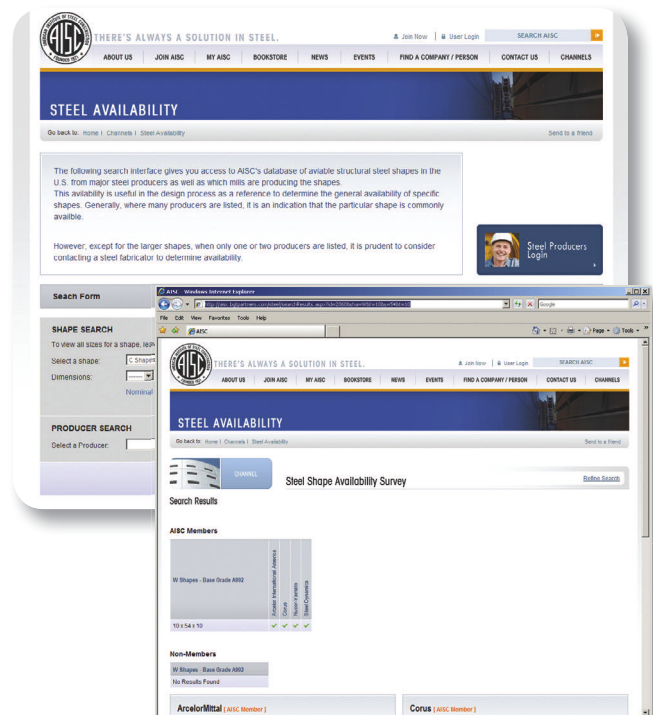 THERE'S ALWAYS A SOLUTION IN STEEL.
Join Now | User Login SEARCH AISC
ABOUT US JOIN AISC MY AISC BOOKSTORE NEWS EVENTS FIND A COMPANY / PERSON CONTACT US CHANNELS
STEEL AVAILABILITY
Go back to: Home | Channels | Steel Availability
Send to a friend
The following search interface gives you access to AISC's database of aviable structural steel shapes in the
U.S. from major steel producers as well as which mills are producing the shapes.
This avilability is useful in the design process as a reference to determine the general availability of specific
shapes. Generally, where many producers are listed, it is an indication that the particular shape is commonly
availble.
However, except for the larger shapes, when only one or two producers are listed, it is prudent to consider
contacting a steel fabricator to determine availability.
Steel Producers
Login
Seach Form
SHAPE SEARCH
To view all sizes for a shape,
Select a shape: C Shape
Dimensions:
Nominal
PRODUCER SEARCH
Select a Producer:
AISC - Windows Internet Explorer
Google
File Edit View Favorites Tools Help
AISC
Page Tools
THERE'S ALWAYS A SOLUTION IN STEEL.
Join Now | User Login SEARCH AISC
ABOUT US JOIN AISC MY AISC BOOKSTORE NEWS EVENTS FIND A COMPANY / PERSON CONTACT US CHANNELS
STEEL AVAILABILITY
Go back to: Home | Channels | Steel Availability
Send to a friend
CHANNEL
Steel Shape Availability Survey
Refine Search
Search Results
AISC Members
W Shapes - Base Grade A992
Arcelor International America
Corus
Nucor-Yamato
Steel Dynamics
10 x 54 x 10
Non-Members
W Shapes - Base Grade A992
No Results Found
ArcelorMittal [ AISC Member ]
Corus [ AISC Member ]